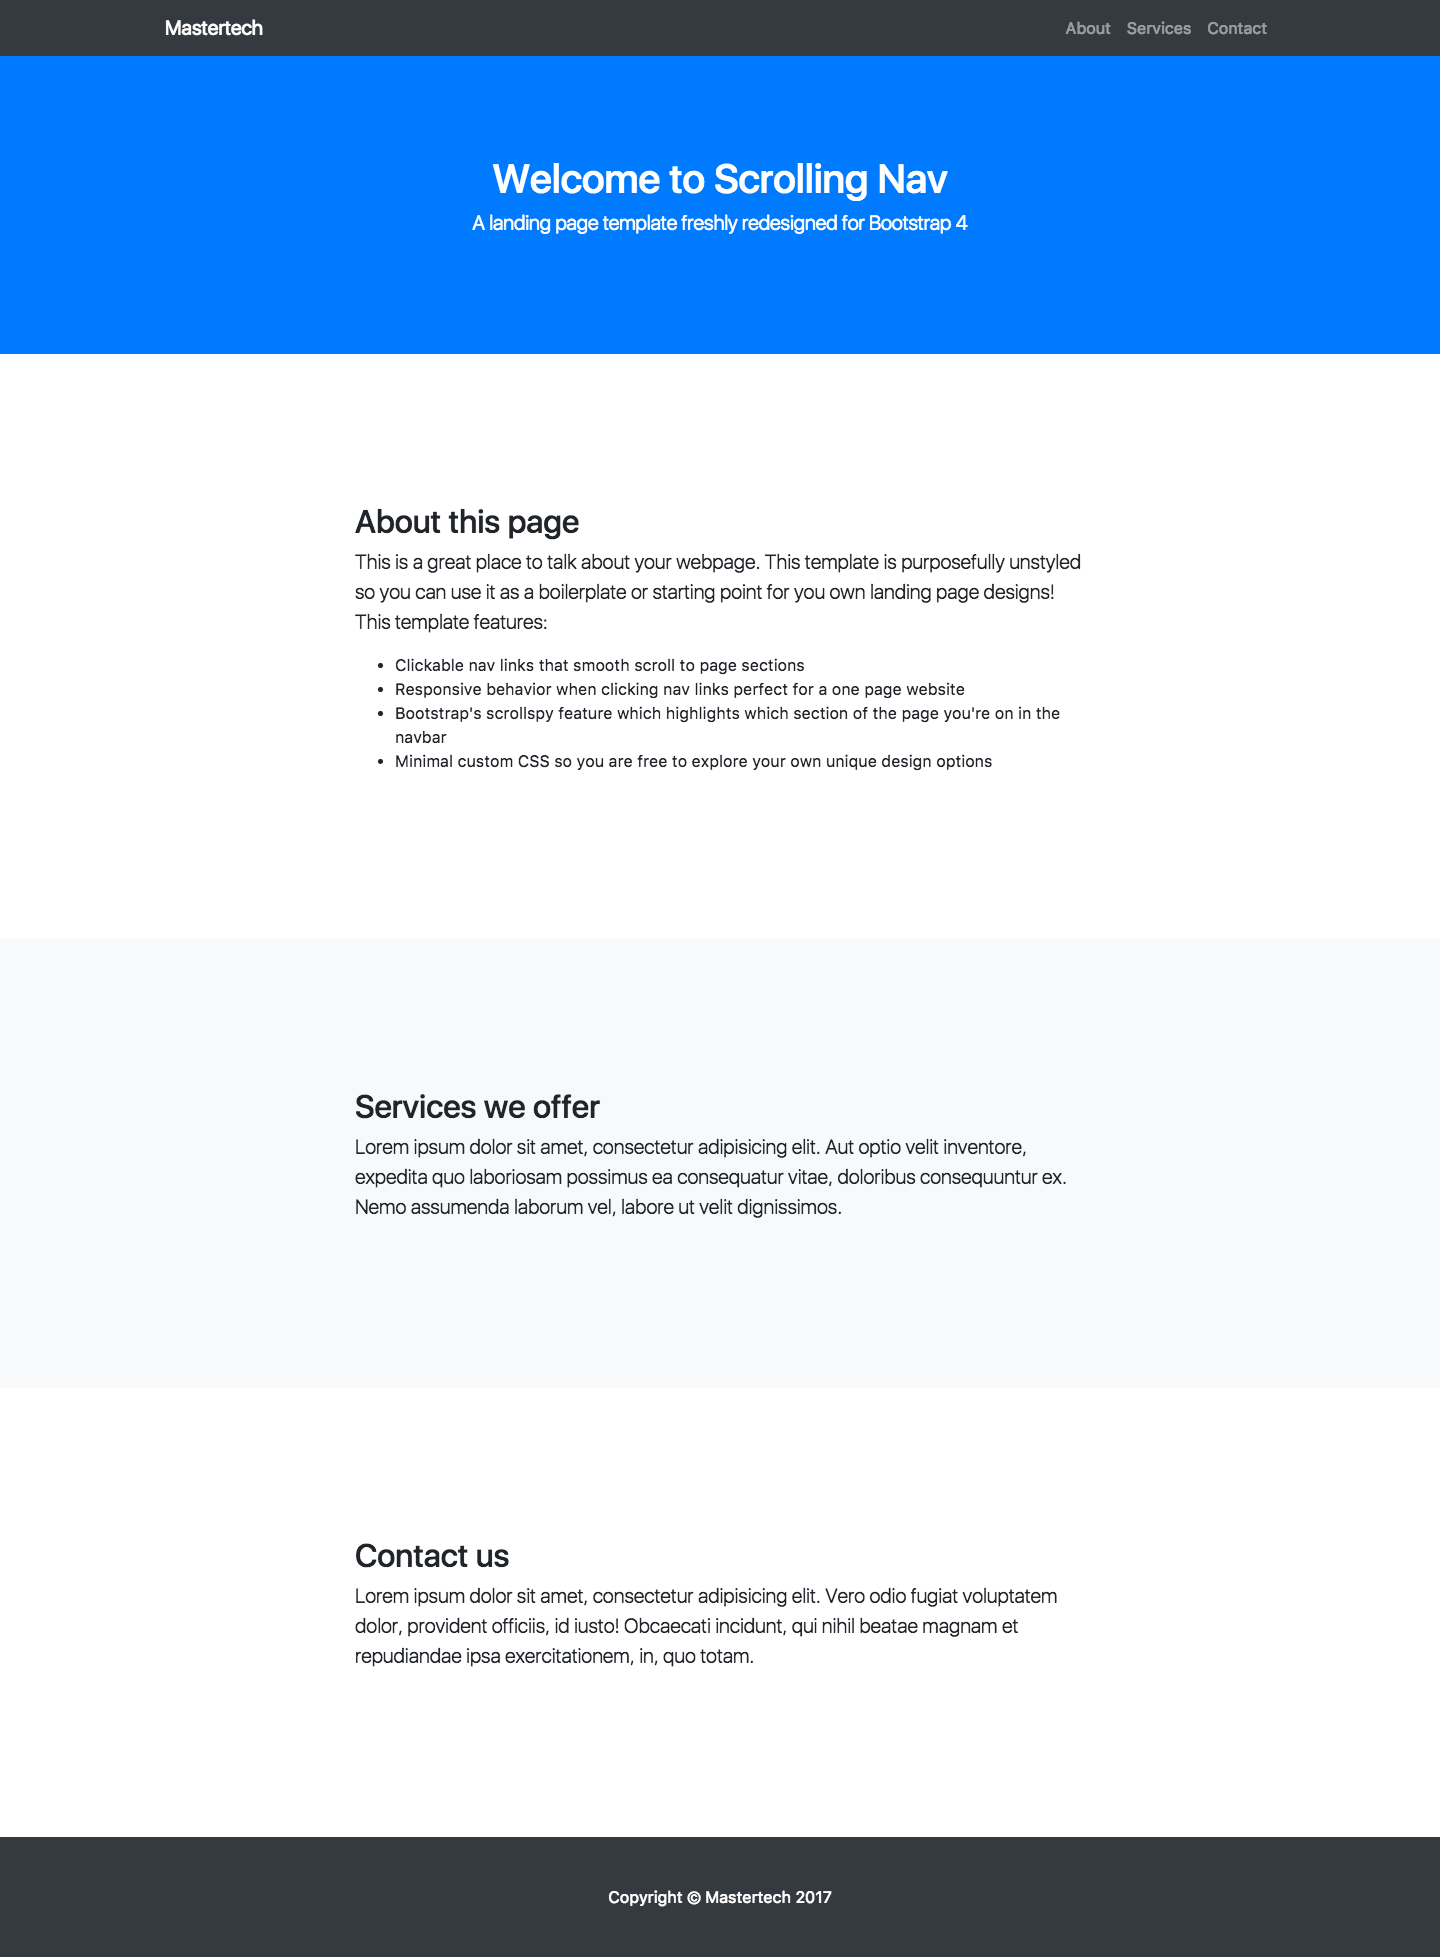 Mastertech
About Services Contact
Welcome to Scrolling Nav
A landing page template freshly redesigned for Bootstrap 4
About this page
This is a great place to talk about your webpage. This template is purposefully unstyled
so you can use it as a boilerplate or starting point for you own landing page designs!
This template features:
• Clickable nav links that smooth scroll to page sections
• Responsive behavior when clicking nav links perfect for a one page website
• Bootstrap's scrollspy feature which highlights which section of the page you're on in the
navbar
• Minimal custom CSS so you are free to explore your own unique design options
Services we offer
Lorem ipsum dolor sit amet, consectetur adipisicing elit. Aut optio velit inventore,
expedita quo laboriosam possimus ea consequatur vitae, doloribus consequuntur ex.
Nemo assumenda laborum vel, labore ut velit dignissimos.
Contact us
Lorem ipsum dolor sit amet, consectetur adipisicing elit. Vero odio fugiat voluptatem
dolor, provident officiis, id iusto! Obcaecati incidunt, qui nihil beatae magnam et
repudiandae ipsa exercitationem, in, quo totam.
Copyright © Mastertech 2017